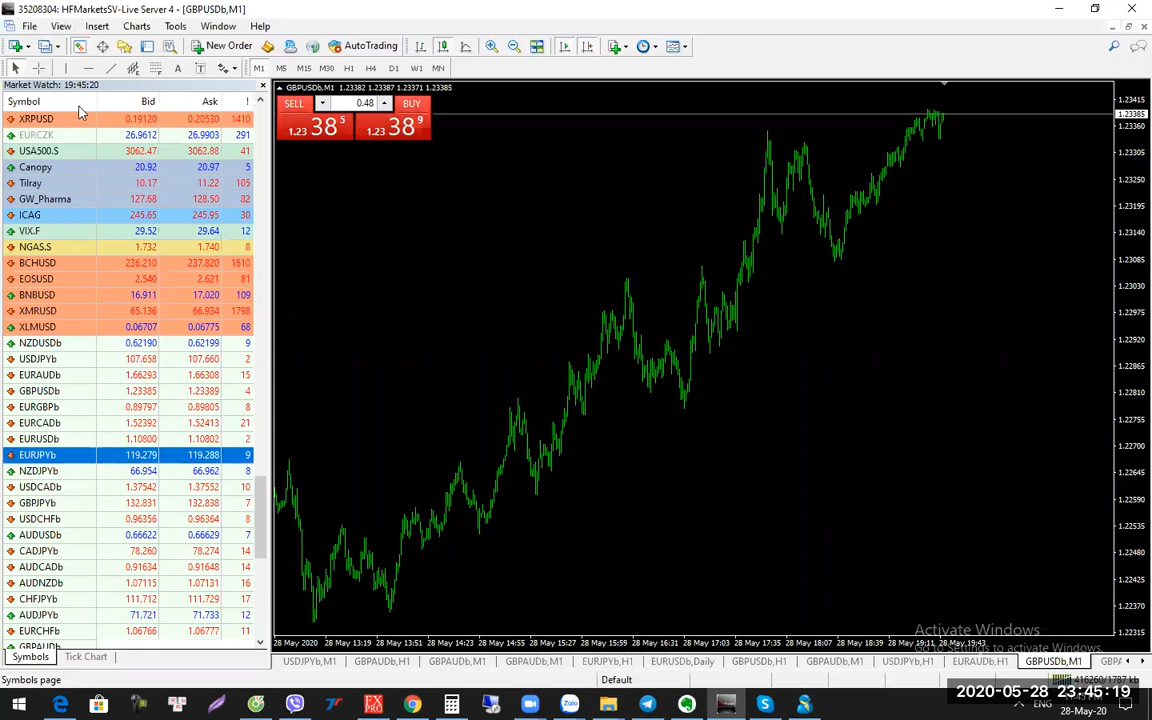 35208304: HFMarketsSV-Live Server 4 - [GBPUSDb,M1]
File View Insert Charts Tools Window Help
New Order AutoTrading
A T M1 M5 M15 M30 H1 H4 D1 W1 MN
Market Watch: 19:45:20
Symbol Bid Ask !
XRPUSD 0.19120 0.20530 1410
EURCZK 26.9612 26.9903 291
USA500.S 3062.47 3062.88 41
Canopy 20.92 20.97 5
Tilray 10.17 11.22 105
GW_Pharma 127.68 128.50 82
ICAG 245.65 245.95 30
VIX.F 29.52 29.64 12
NGAS.S 1.732 1.740 8
BCHUSD 236.210 237.820 1610
EOSUSD 2.540 2.621 81
BNBUSD 16.911 17.020 109
XMRUSD 65.136 66.934 1798
XLMUSD 0.06707 0.06775 68
NZDUSDb 0.62190 0.62199 9
USDJPYb 107.658 107.660 2
EURAUDb 1.66293 1.66308 15
GBPUSDb 1.23385 1.23389 4
EURGBPb 0.89797 0.89805 8
EURCADb 1.52392 1.52413 21
EURUSDb 1.10800 1.10802 2
EURJPYb 119.279 119.288 9
NZDJPYb 66.954 66.962 8
USDCADb 1.37542 1.37552 10
GBPJPYb 132.831 132.838 7
USDCHFb 0.96356 0.96364 8
AUDUSDb 0.66622 0.66629 7
CADJPYb 78.260 78.274 14
AUDCADb 0.91634 0.91648 14
AUDNZDb 1.07115 1.07131 16
CHFJPYb 111.712 111.729 17
AUDJPYb 71.721 71.733 12
EURCHFb 1.06766 1.06777 11
GBPAUDb
Symbols Tick Chart
GBPUSDb,M1 1.23382 1.23387 1.23371 1.23385
SELL 0.48 BUY
1.23 38 5 1.23 38 9
1.23415
1.23385
1.23360
1.23305
1.23250
1.23195
1.23140
1.23085
1.23030
1.22975
1.22920
1.22865
1.22810
1.22755
1.22700
1.22645
1.22590
1.22535
1.22480
1.22425
1.22370
1.22315
28 May 2020 28 May 13:19 28 May 13:51 28 May 14:23 28 May 14:55 28 May 15:27 28 May 15:59 28 May 16:31 28 May 17:03 28 May 17:35 28 May 18:07 28 May 18:39 28 May 19:11 28 May 19:43
Activate Windows
Go to Settings to activate Windows.
USDJPYb,M1 GBPAUDb,H1 GBPAUDb,M1 GBPAUDb,M1 EURJPYb,H1 EURUSDb,Daily GBPUSDb,H1 GBPAUDb,M1 USDJPYb,H1 EURAUDb,H1 GBPUSDb,M1
Symbols page Default 416260/1787 kb
2020-05-28 23:45:19
ENG 28-May-20